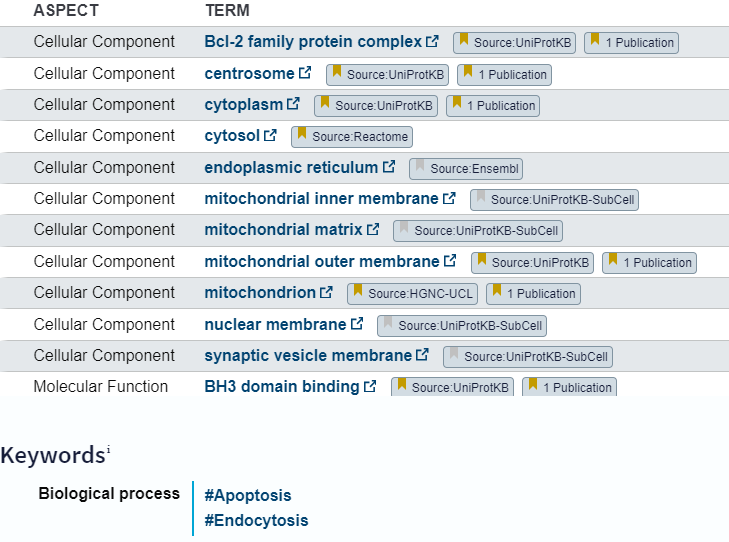 ASPECT TERM
Cellular Component Bcl-2 family protein complex Source:UniProtKB 1 Publication
Cellular Component centrosome Source:UniProtKB 1 Publication
Cellular Component cytoplasm Source:UniProtKB 1 Publication
Cellular Component cytosol Source:Reactome
Cellular Component endoplasmic reticulum Source:Ensembl
Cellular Component mitochondrial inner membrane Source:UniProtKB-SubCell
Cellular Component mitochondrial matrix Source:UniProtKB-SubCell
Cellular Component mitochondrial outer membrane Source:UniProtKB 1 Publication
Cellular Component mitochondrion Source:HGNC-UCL 1 Publication
Cellular Component nuclear membrane Source:UniProtKB-SubCell
Cellular Component synaptic vesicle membrane Source:UniProtKB-SubCell
Molecular Function BH3 domain binding Source:UniProtKB 1 Publication
Keywords i
Biological process #Apoptosis
#Endocytosis